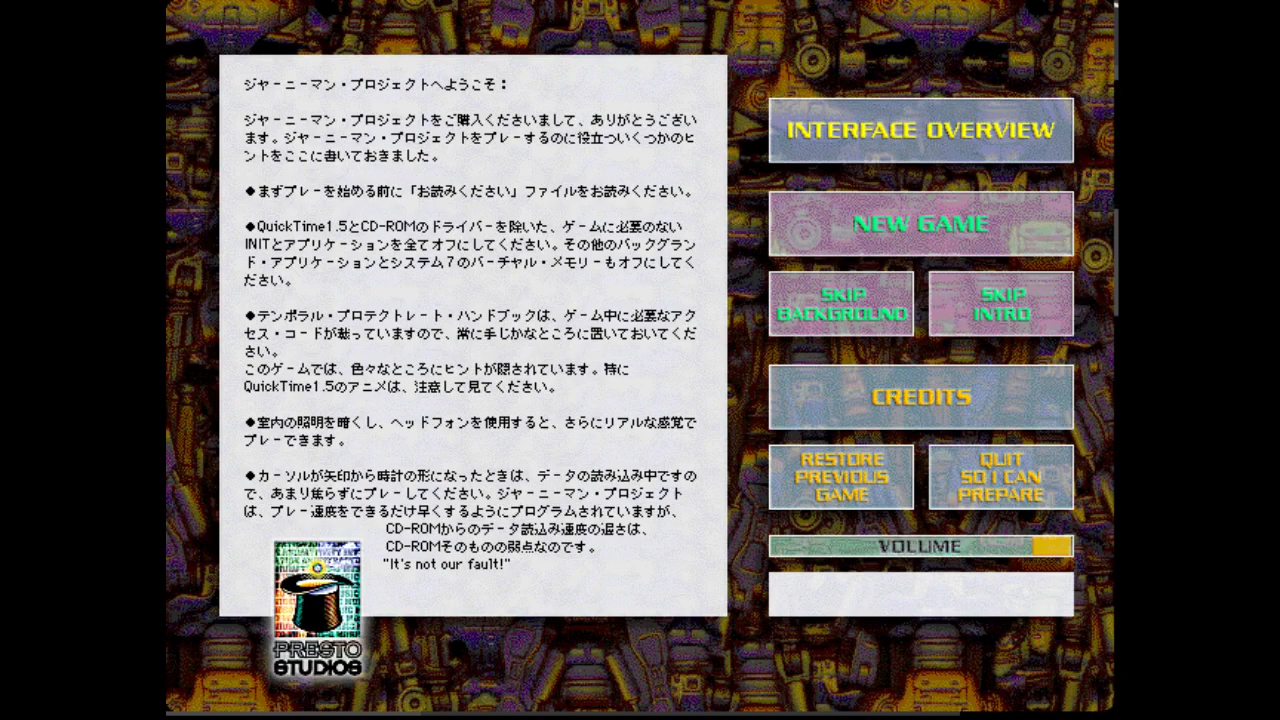 ジャーニーマン・プロジェクトへようこそ：
ジャーニーマン・プロジェクトをご購入くださいまして、ありがとうござい
ます。ジャーニーマン・プロジェクトをプレーするのに役立ついくつかのヒ
ントをここに書いておきました。
◆まずプレーを始める前に「お読みください」ファイルをお読みください。
◆QuickTime1.5とCD-ROMのドライバーを除いた、ゲームに必要のない
INITとアプリケーションを全てオフにしてください。その他のバックグラン
ド・アプリケーションとシステム７のバーチャル・メモリーもオフにしてく
ださい。
◆テンポラル・プロテクトレート・ハンドブックは、ゲーム中に必要なアク
セス・コードが載っていますので、常に手じかなところに置いておいてくだ
さい。
このゲームでは、色々なところにヒントが隠されています。特に
QuickTime1.5のアニメは、注意して見てください。
◆室内の照明を暗くし、ヘッドフォンを使用すると、さらにリアルな感覚で
プレーできます。
◆カーソルが矢印から時計の形になったときは、データの読み込み中ですの
で、あまり焦らずにプレーしてください。ジャーニーマン・プロジェクト
は、プレー速度をできるだけ早くするようにプログラムされていますが、
CD-ROMからのデータ読込み速度の遅さは、
CD-ROMそのものの弱点なのです。
"It's not our fault!"
PRESTO
STUDIOS
INTERFACE OVERVIEW
NEW GAME
SKIP
BACKGROUND
SKIP
INTRO
CREDITS
RESTORE
PREVIOUS
GAME
QUIT
SO I CAN
PREPARE
VOLUME